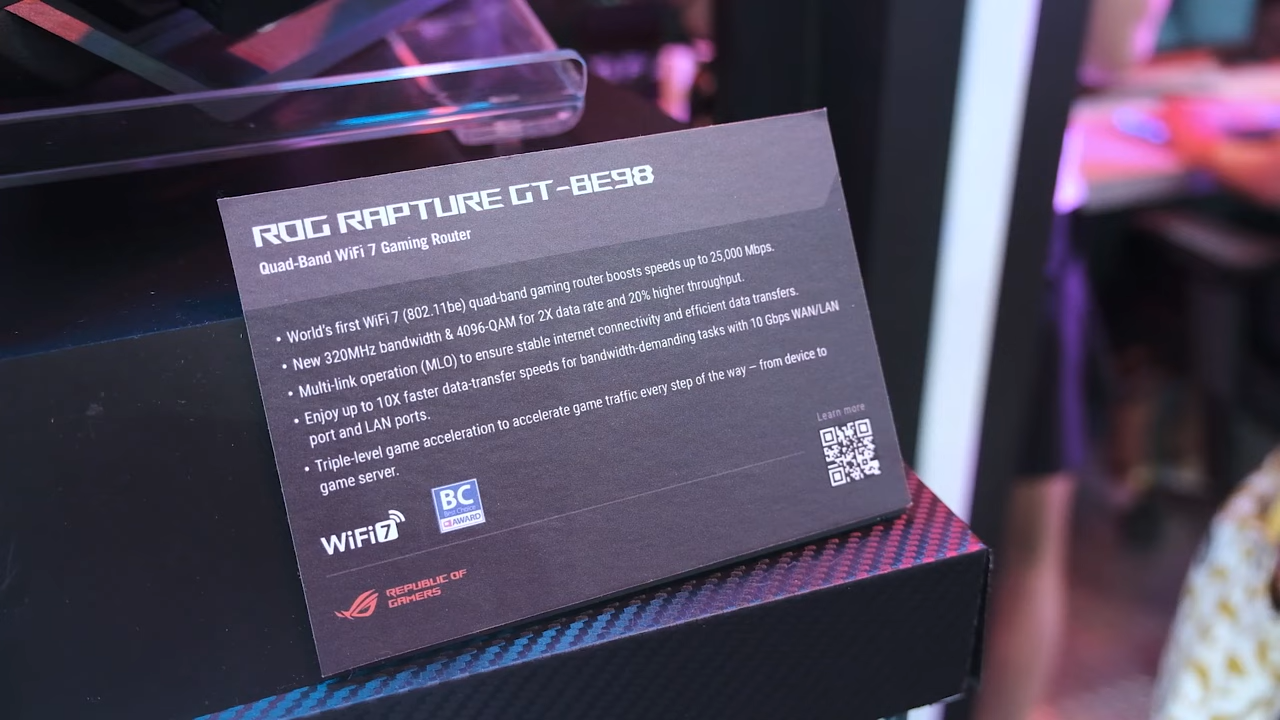 ROG RAPTURE GT-BE98
Quad-Band WiFi 7 Gaming Router
• World's first WiFi 7 (802.11be) quad-band gaming router boosts speeds up to 25,000 Mbps.
• New 320MHz bandwidth & 4096-QAM for 2X data rate and 20% higher throughput.
• Multi-link operation (MLO) to ensure stable internet connectivity and efficient data transfers.
• Enjoy up to 10X faster data-transfer speeds for bandwidth-demanding tasks with 10 Gbps WAN/LAN
port and LAN ports.
• Triple-level game acceleration to accelerate game traffic every step of the way – from device to
game server.
Learn more
WiFi 7
BC
Best Choice
AWARD
REPUBLIC OF
GAMERS